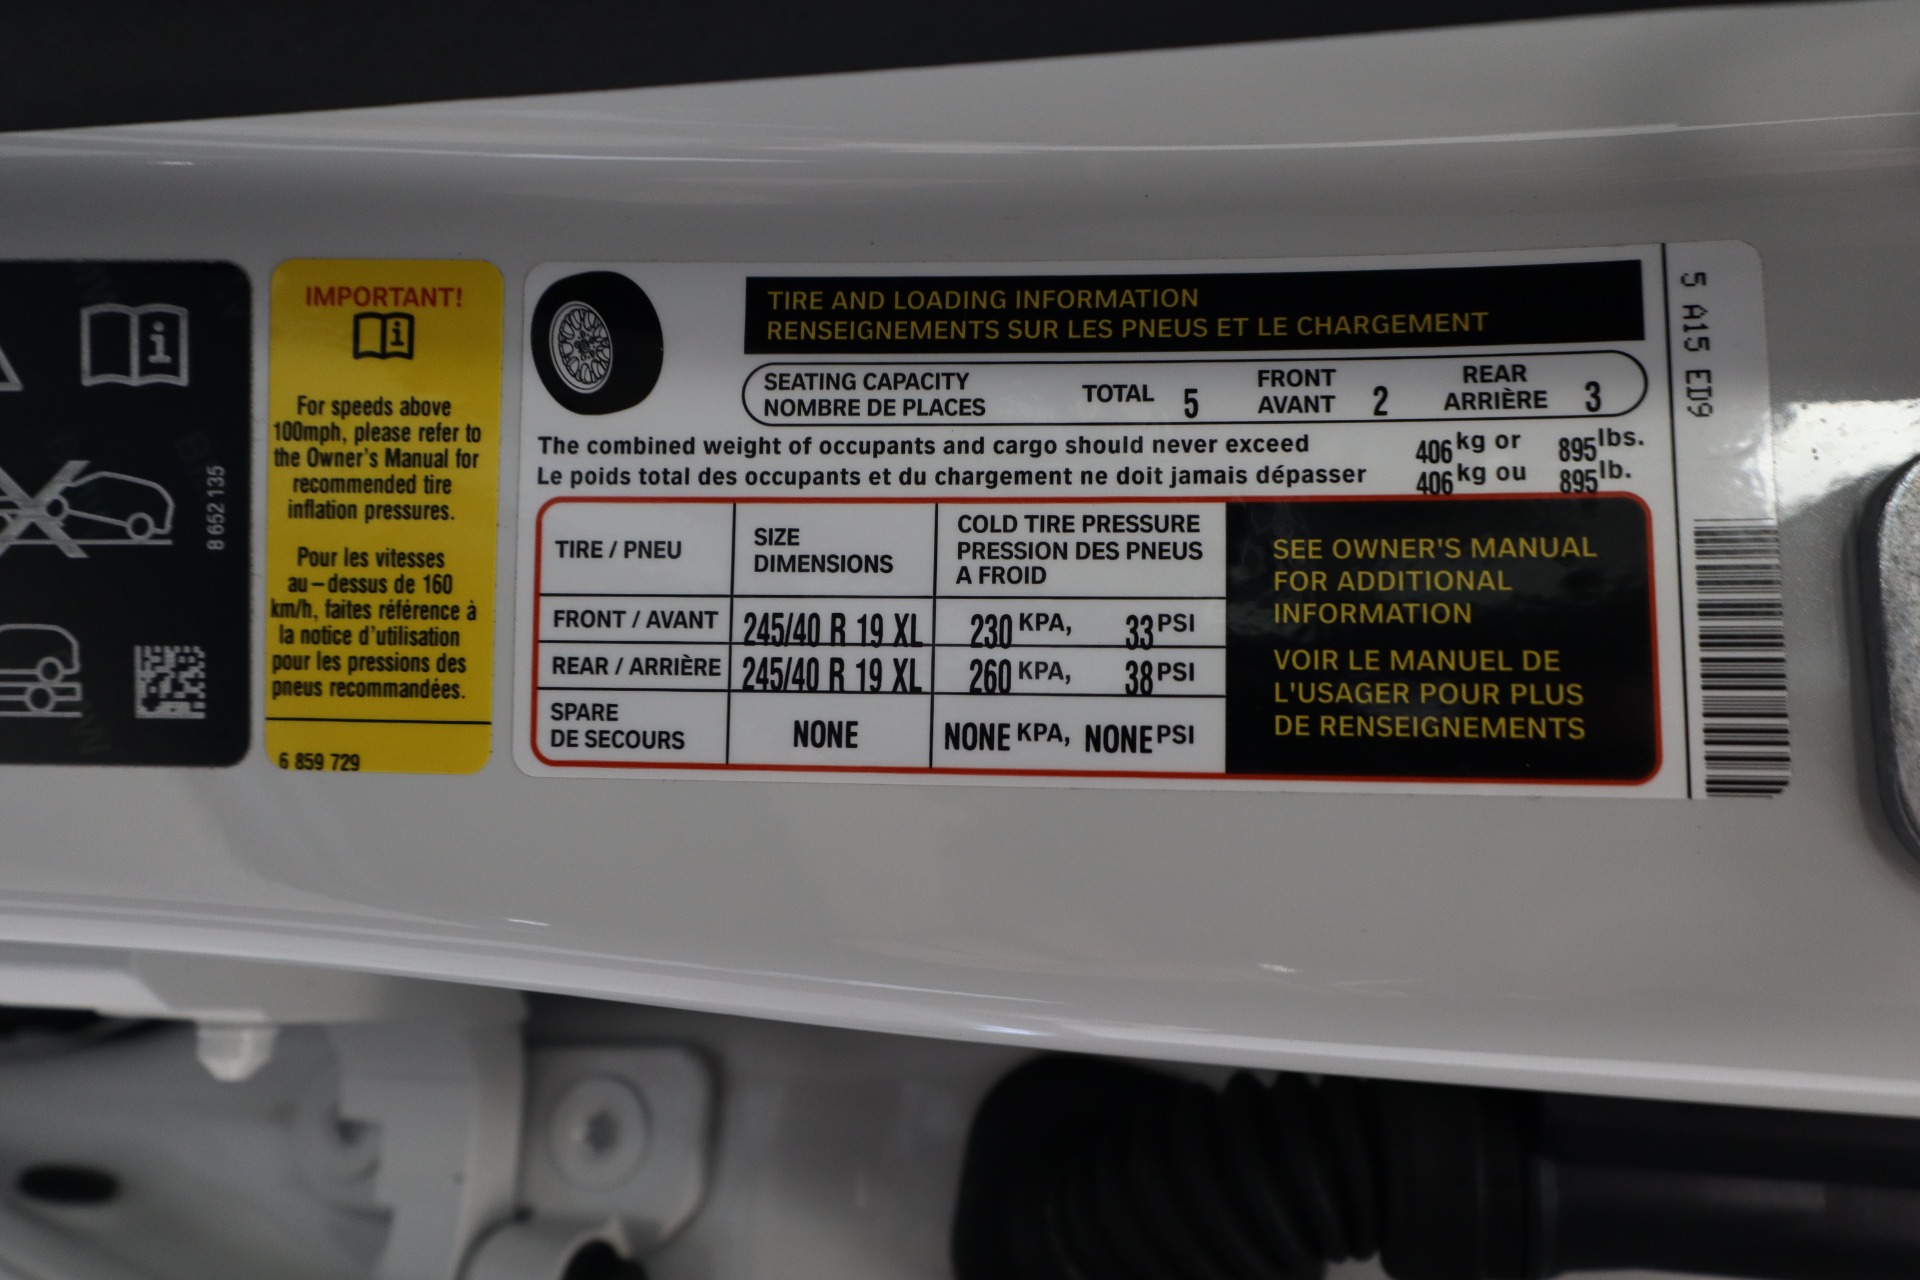 8 652 135
IMPORTANT!
i
For speeds above
100mph, please refer to
the Owner's Manual for
recommended tire
inflation pressures.
Pour les vitesses
au-dessus de 160
km/h, faites référence à
la notice d'utilisation
pour les pressions des
pneus recommandées.
6 859 729
TIRE AND LOADING INFORMATION
RENSEIGNEMENTS SUR LES PNEUS ET LE CHARGEMENT
SEATING CAPACITY
NOMBRE DE PLACES
TOTAL 5
FRONT
AVANT 2
REAR
ARRIÈRE 3
The combined weight of occupants and cargo should never exceed 406 kg or 895 lbs.
Le poids total des occupants et du chargement ne doit jamais dépasser 406 kg ou 895 lb.
TIRE / PNEU
SIZE
DIMENSIONS
COLD TIRE PRESSURE
PRESSION DES PNEUS
A FROID
FRONT / AVANT 245/40 R 19 XL 230 KPA, 33 PSI
REAR / ARRIÈRE 245/40 R 19 XL 260 KPA, 38 PSI
SPARE
DE SECOURS NONE NONE KPA, NONE PSI
SEE OWNER'S MANUAL
FOR ADDITIONAL
INFORMATION
VOIR LE MANUEL DE
L'USAGER POUR PLUS
DE RENSEIGNEMENTS
5 A15 ED9